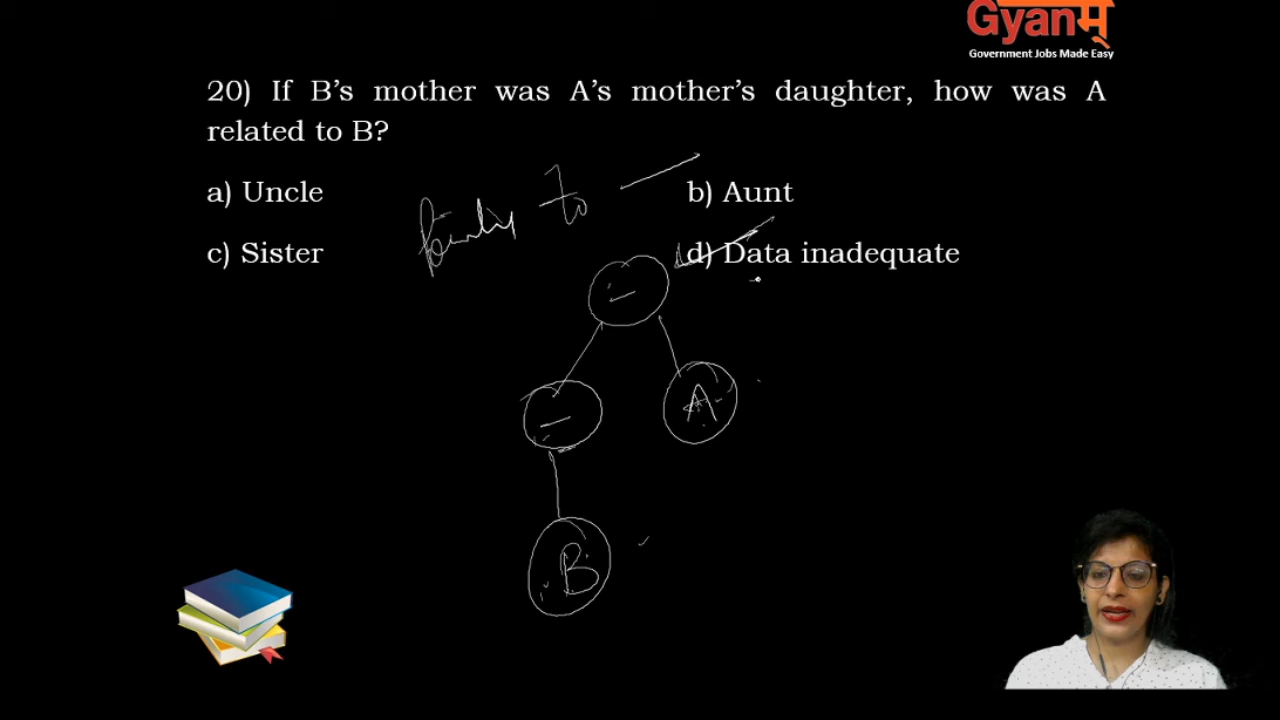 Gyanम्
Government Jobs Made Easy
20) If B's mother was A's mother's daughter, how was A
related to B?
a) Uncle
b) Aunt
c) Sister
to
d) Data inadequate
−
−
A
B